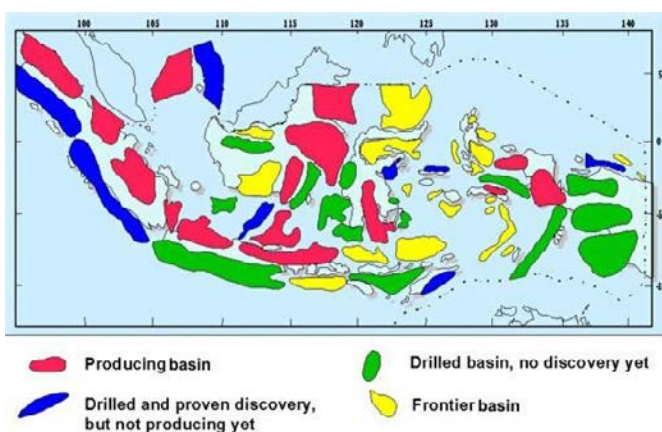 100 105 110 115 120 125 130 135 140
5
0
5
1
Producing basin
Drilled basin, no discovery yet
Drilled and proven discovery,
but not producing yet
Frontier basin